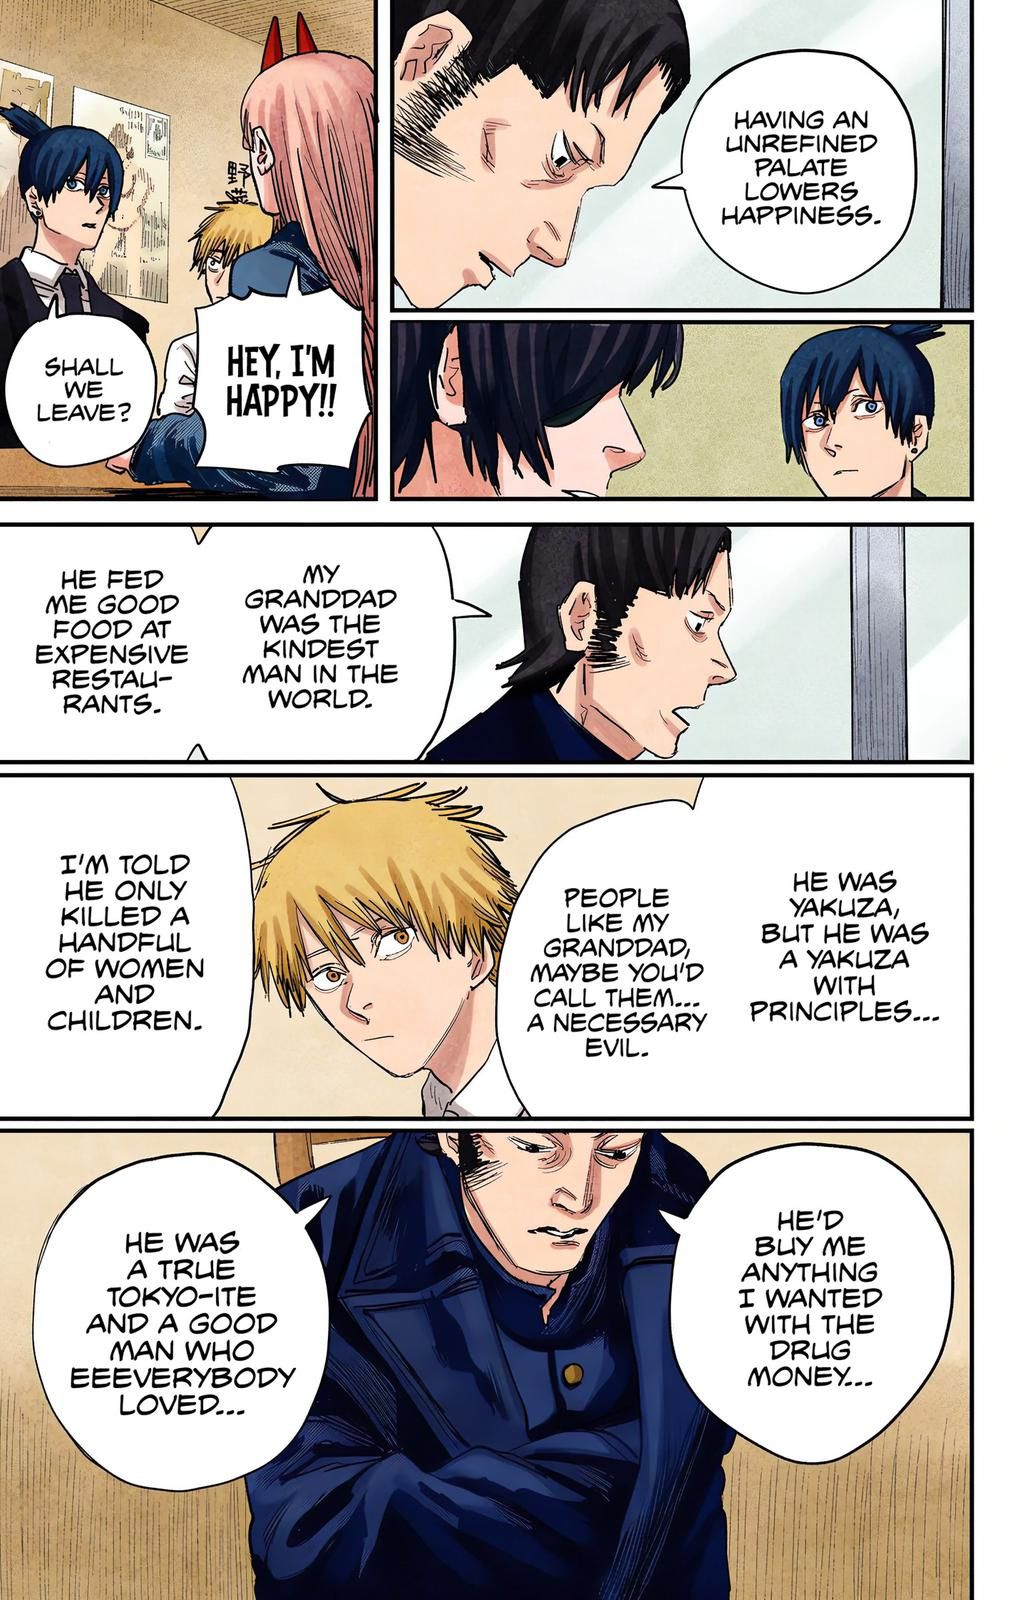 HAVING AN
UNREFINED
PALATE
LOWERS
HAPPINESS.
野
菜
HEY, I'M
HAPPY!!
SHALL
WE
LEAVE?
MY
GRANDDAD
WAS THE
KINDEST
MAN IN THE
WORLD.
HE FED
ME GOOD
FOOD AT
EXPENSIVE
RESTAU-
RANTS.
HE WAS
YAKUZA,
BUT HE WAS
A YAKUZA
WITH
PRINCIPLES...
PEOPLE
LIKE MY
GRANDDAD,
MAYBE YOU'D
CALL THEM...
A NECESSARY
EVIL.
I'M TOLD
HE ONLY
KILLED A
HANDFUL
OF WOMEN
AND
CHILDREN.
HE'D
BUY ME
ANYTHING
I WANTED
WITH THE
DRUG
MONEY...
HE WAS
A TRUE
TOKYO-ITE
AND A GOOD
MAN WHO
EEEVERYBODY
LOVED...